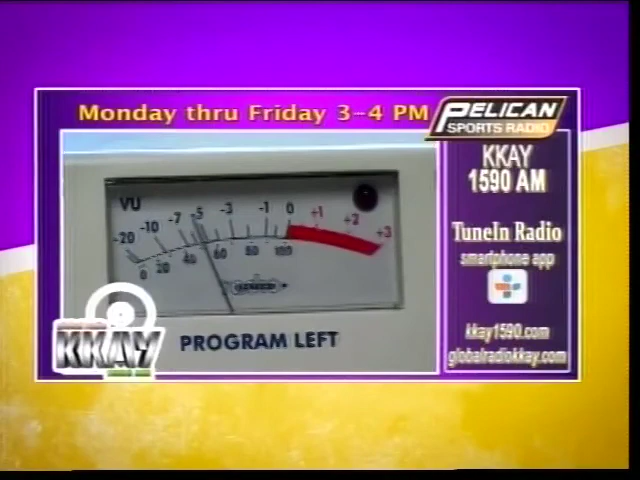 Monday thru Friday 3-4 PM
PELICAN
SPORTS RADIO
KKAY
1590 AM
TuneIn Radio
smartphone app
kkay1590.com
globalradiokkay.com
VU
-20 -10 -7 -5 -3 -1 0 +1 +2 +3
0 20 40 60 80 100
PROGRAM LEFT
KKAY